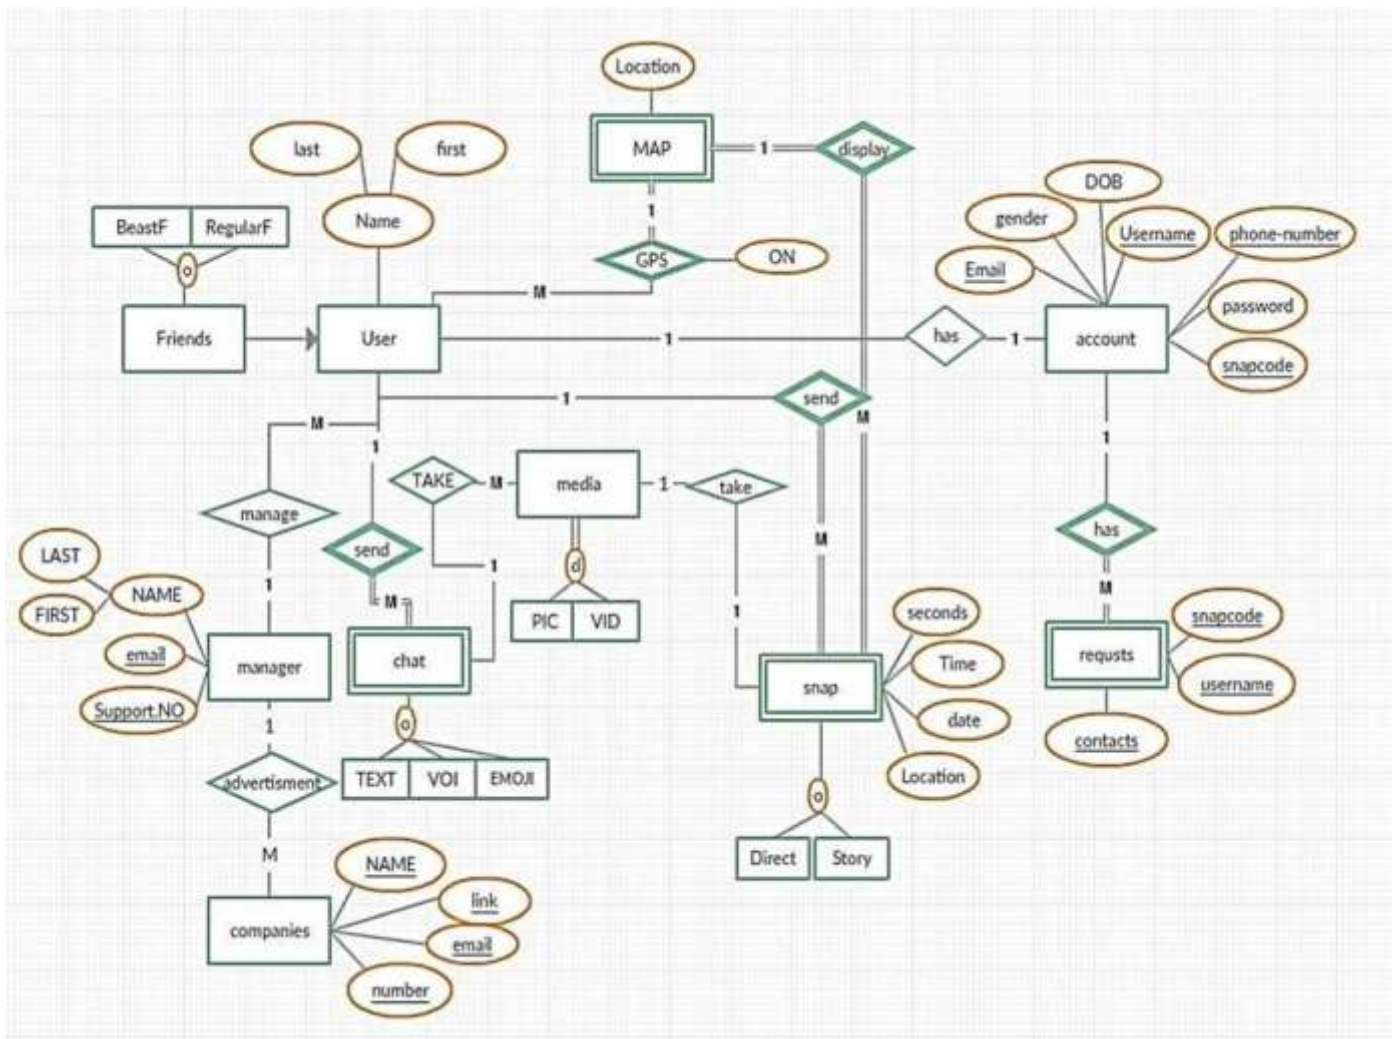 Location
MAP
1
display
last
first
DOB
gender
Username
phone-number
BeastF
RegularF
Name
1
GPS
ON
Email
M
password
Friends
User
1
has
1
account
snapcode
1
send
M
M
1
1
TAKE
M
media
1
take
manage
send
has
M
LAST
1
1
d
NAME
M
M
FIRST
PIC
VID
1
seconds
snapcode
email
manager
chat
Time
requsts
snap
username
Support.NO
date
1
o
contacts
advertisment
TEXT
VOI
EMOJI
Location
o
M
NAME
Direct
Story
link
companies
email
number
o